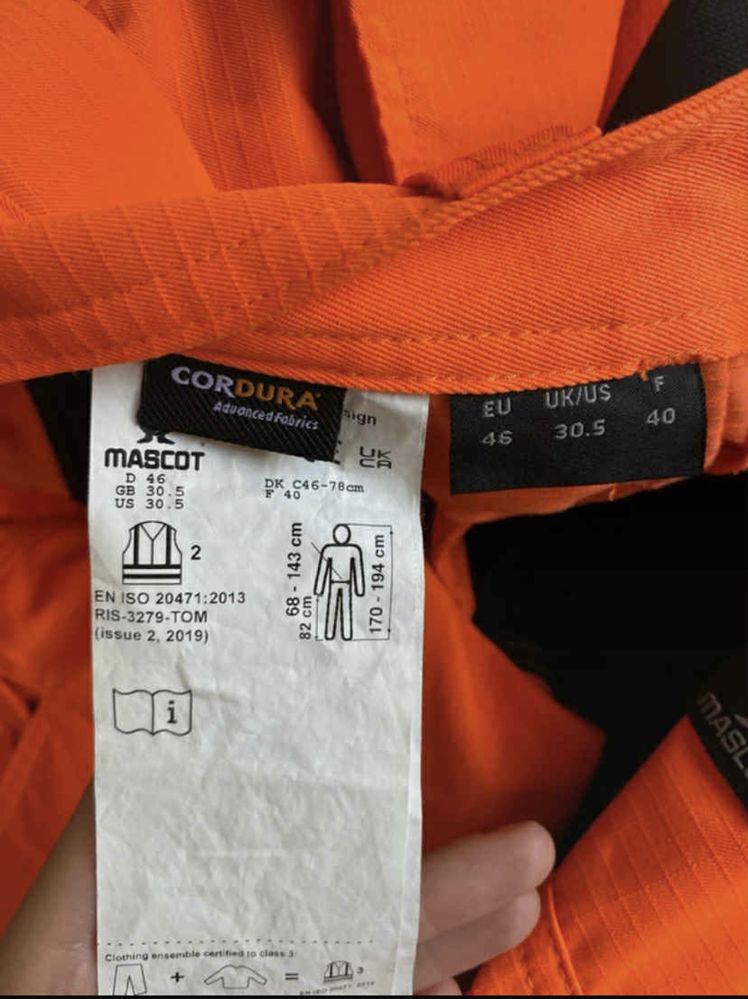 CORDURA
Advanced Fabrics
MASCOT
D 46
GB 30.5
US 30.5
DK C46-78cm
F 40
UK
CA
EU
46
UK/US
30.5
F
40
2
EN ISO 20471:2013
RIS-3279-TOM
(issue 2, 2019)
68 - 143 cm
82 cm
170 - 194 cm
i
Clothing ensemble certified to class 3:
+
=
3